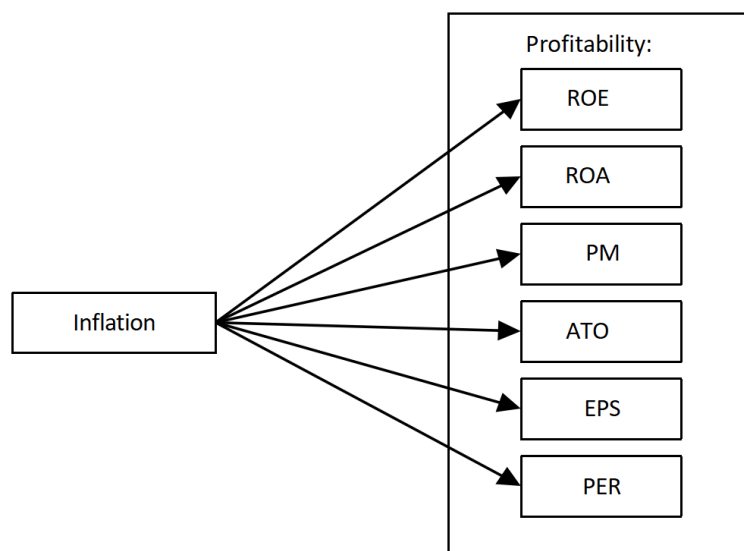 Profitability:
ROE
ROA
PM
Inflation
ATO
EPS
PER